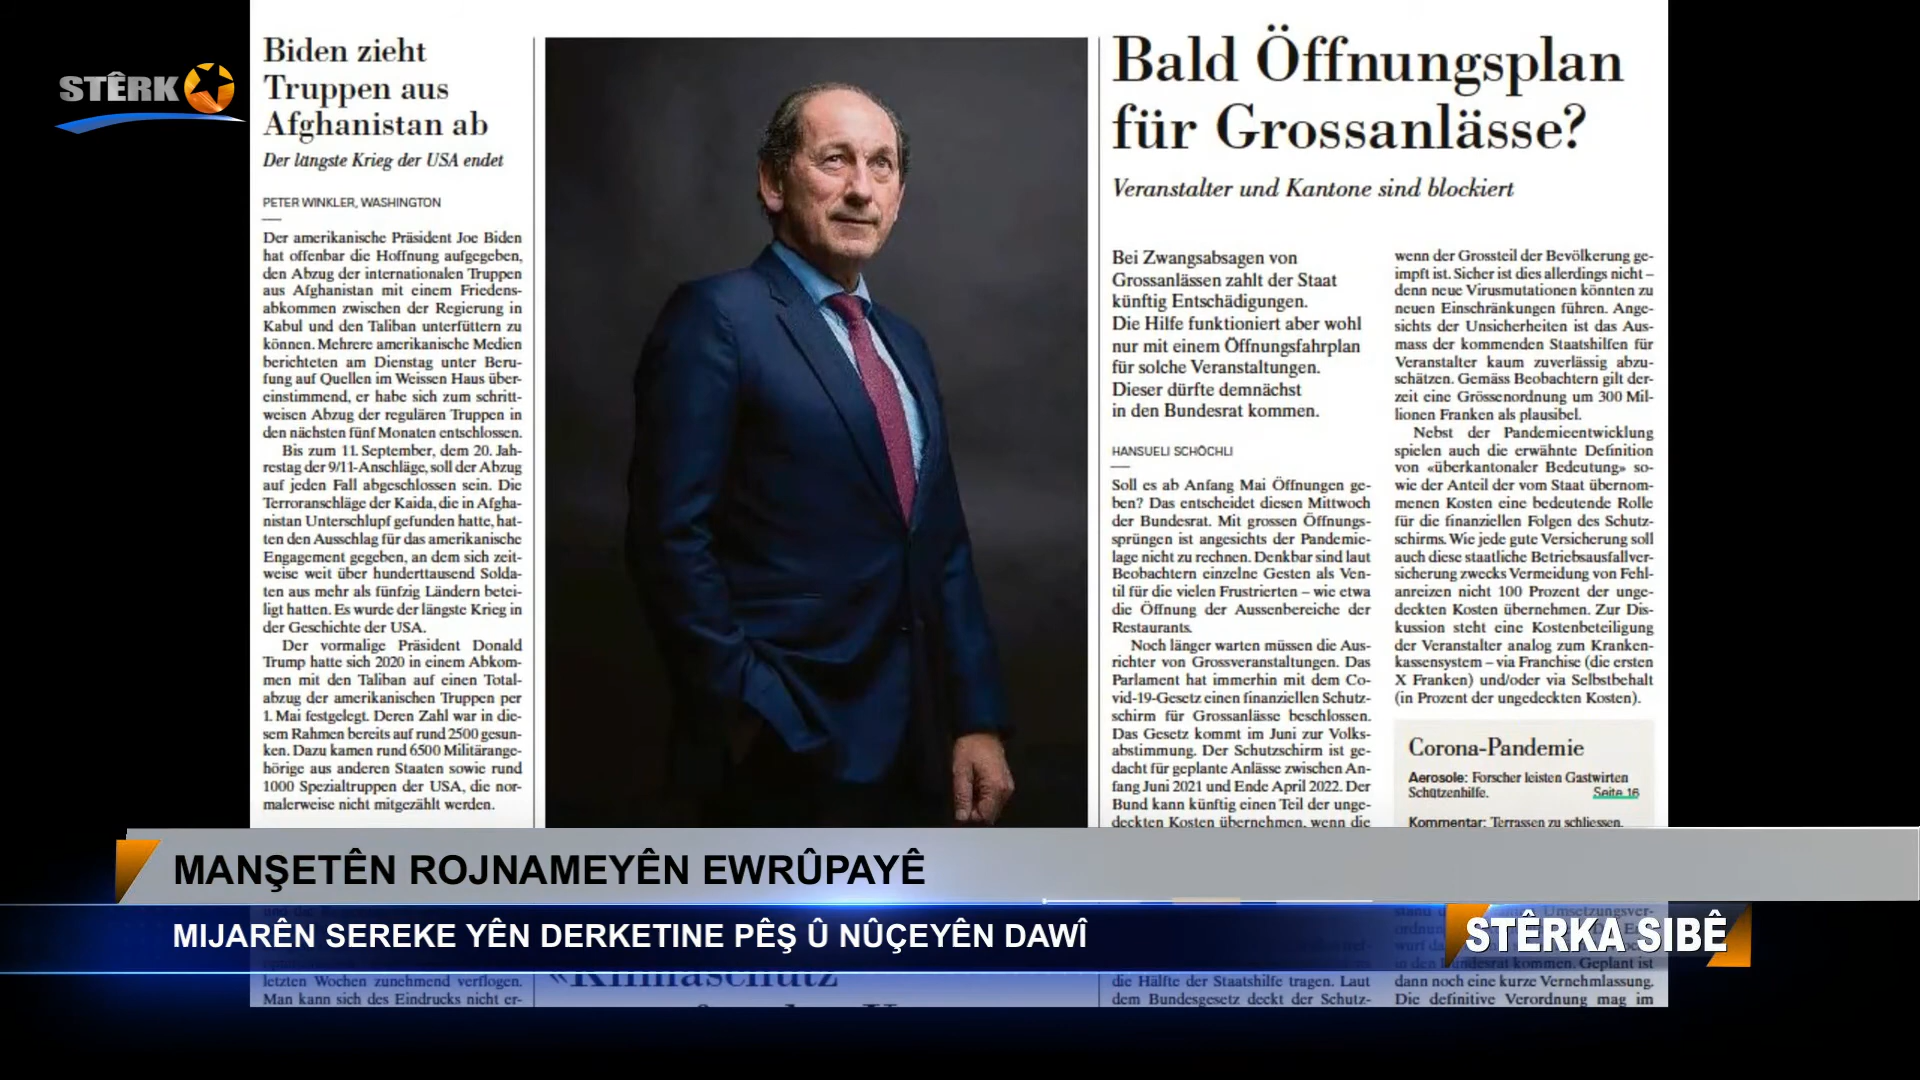 STÊRK
Biden zieht
Truppen aus
Afghanistan ab
Der längste Krieg der USA endet
PETER WINKLER, WASHINGTON
Der amerikanische Präsident Joe Biden
hat offenbar die Hoffnung aufgegeben,
den Abzug der internationalen Truppen
aus Afghanistan mit einem Friedens-
abkommen zwischen der Regierung in
Kabul und den Taliban unterfüttern zu
können. Mehrere amerikanische Medien
berichteten am Dienstag unter Beru-
fung auf Quellen im Weissen Haus über-
einstimmend, er habe sich zum schritt-
weisen Abzug der regulären Truppen in
den nächsten fünf Monaten entschlossen.
Bis zum 11. September, dem 20. Jah-
restag der 9/11-Anschläge, soll der Abzug
auf jeden Fall abgeschlossen sein. Die
Terroranschläge der Kaida, die in Afgha-
nistan Unterschlupf gefunden hatte, hat-
ten den Ausschlag für das amerikanische
Engagement gegeben, an dem sich zeit-
weise weit über hunderttausend Solda-
ten aus mehr als fünfzig Ländern betei-
ligt hatten. Es wurde der längste Krieg in
der Geschichte der USA.
Der vormalige Präsident Donald
Trump hatte sich 2020 in einem Abkom-
men mit den Taliban auf einen Total-
abzug der amerikanischen Truppen per
1. Mai festgelegt. Deren Zahl war in die-
sem Rahmen bereits auf rund 2500 gesun-
ken. Dazu kamen rund 6500 Militärange-
hörige aus anderen Staaten sowie rund
1000 Spezialtruppen der USA, die nor-
malerweise nicht mitgezählt werden.
letzten Wochen zunehmend verflogen.
Man kann sich des Eindrucks nicht er-
«Klimaschutz
Bald Öffnungsplan
für Grossanlässe?
Veranstalter und Kantone sind blockiert
Bei Zwangsabsagen von
Grossanlässen zahlt der Staat
künftig Entschädigungen.
Die Hilfe funktioniert aber wohl
nur mit einem Öffnungsfahrplan
für solche Veranstaltungen.
Dieser dürfte demnächst
in den Bundesrat kommen.
HANSUELI SCHÖCHLI
Soll es ab Anfang Mai Öffnungen ge-
ben? Das entscheidet diesen Mittwoch
der Bundesrat. Mit grossen Öffnungs-
sprüngen ist angesichts der Pandemie-
lage nicht zu rechnen. Denkbar sind laut
Beobachtern einzelne Gesten als Ven-
til für die vielen Frustrierten – wie etwa
die Öffnung der Aussenbereiche der
Restaurants.
Noch länger warten müssen die Aus-
richter von Grossveranstaltungen. Das
Parlament hat immerhin mit dem Co-
vid-19-Gesetz einen finanziellen Schutz-
schirm für Grossanlässe beschlossen.
Das Gesetz kommt im Juni zur Volks-
abstimmung. Der Schutzschirm ist ge-
dacht für geplante Anlässe zwischen An-
fang Juni 2021 und Ende April 2022. Der
Bund kann künftig einen Teil der unge-
deckten Kosten übernehmen, wenn die
die Hälfte der Staatshilfe tragen. Laut
dem Bundesgesetz deckt der Schutz-
wenn der Grossteil der Bevölkerung ge-
impft ist. Sicher ist dies allerdings nicht –
denn neue Virusmutationen könnten zu
neuen Einschränkungen führen. Ange-
sichts der Unsicherheiten ist das Aus-
mass der kommenden Staatshilfen für
Veranstalter kaum zuverlässig abzu-
schätzen. Gemäss Beobachtern gilt der-
zeit eine Grössenordnung um 300 Mil-
lionen Franken als plausibel.
Nebst der Pandemieentwicklung
spielen auch die erwähnte Definition
von «überkantonaler Bedeutung» so-
wie der Anteil der vom Staat übernom-
menen Kosten eine bedeutende Rolle
für die finanziellen Folgen des Schutz-
schirms. Wie jede gute Versicherung soll
auch diese staatliche Betriebsausfallver-
sicherung zwecks Vermeidung von Fehl-
anreizen nicht 100 Prozent der unge-
deckten Kosten übernehmen. Zur Dis-
kussion steht eine Kostenbeteiligung
der Veranstalter analog zum Kranken-
kassensystem – via Franchise (die ersten
X Franken) und/oder via Selbstbehalt
(in Prozent der ungedeckten Kosten).
Corona-Pandemie
Aerosole: Forscher leisten Gastwirten
Schützenhilfe. Seite 16
Kommentar: Terrassen zu schliessen,
Umsetzungsver-
in den Bundesrat kommen. Geplant ist
dann noch eine kurze Vernehmlassung.
Die definitive Verordnung mag im
MANŞETÊN ROJNAMEYÊN EWRÛPAYÊ
MIJARÊN SEREKE YÊN DERKETINE PÊŞ Û NÛÇEYÊN DAWÎ
STÊRKA SIBÊ